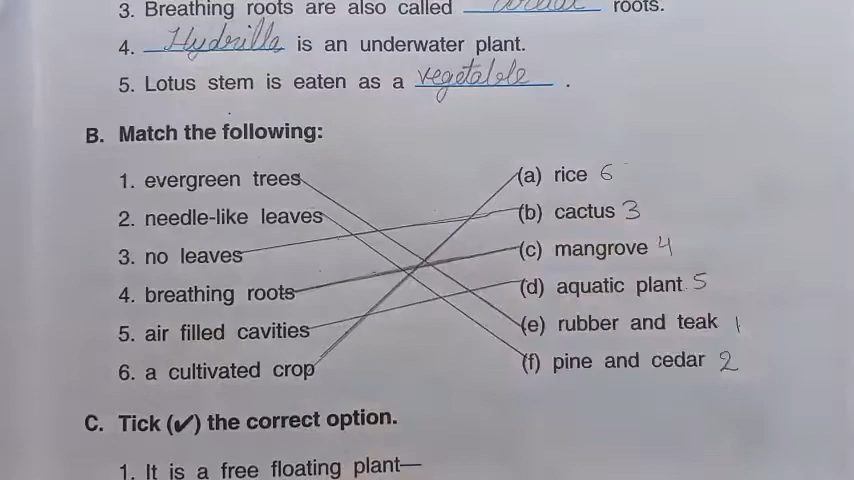 3. Breathing roots are also called roots.
4. Hydrilla is an underwater plant.
5. Lotus stem is eaten as a vegetable.
B. Match the following:
1. evergreen trees (a) rice 6
2. needle-like leaves (b) cactus 3
3. no leaves (c) mangrove 4
4. breathing roots (d) aquatic plant 5
5. air filled cavities (e) rubber and teak 1
6. a cultivated crop (f) pine and cedar 2
C. Tick (✔) the correct option.
1. It is a free floating plant—